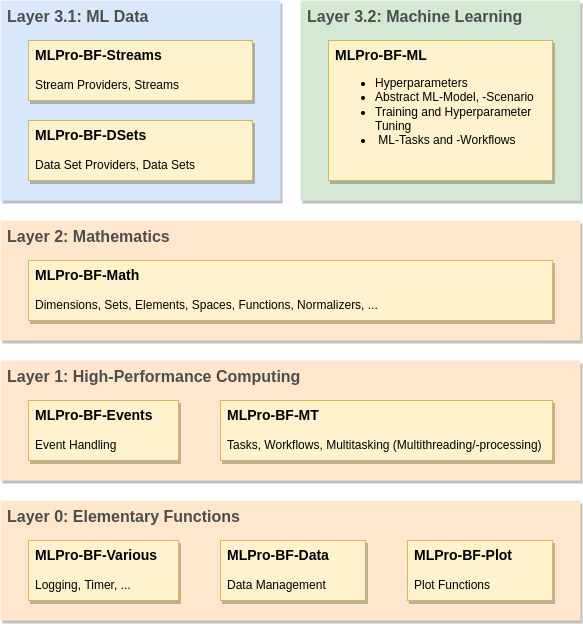 Layer 3.1: ML Data
MLPro-BF-Streams
Stream Providers, Streams
MLPro-BF-DSets
Data Set Providers, Data Sets
Layer 3.2: Machine Learning
MLPro-BF-ML
• Hyperparameters
• Abstract ML-Model, -Scenario
• Training and Hyperparameter
Tuning
• ML-Tasks and -Workflows
Layer 2: Mathematics
MLPro-BF-Math
Dimensions, Sets, Elements, Spaces, Functions, Normalizers, ...
Layer 1: High-Performance Computing
MLPro-BF-Events
Event Handling
MLPro-BF-MT
Tasks, Workflows, Multitasking (Multithreading/-processing)
Layer 0: Elementary Functions
MLPro-BF-Various
Logging, Timer, ...
MLPro-BF-Data
Data Management
MLPro-BF-Plot
Plot Functions